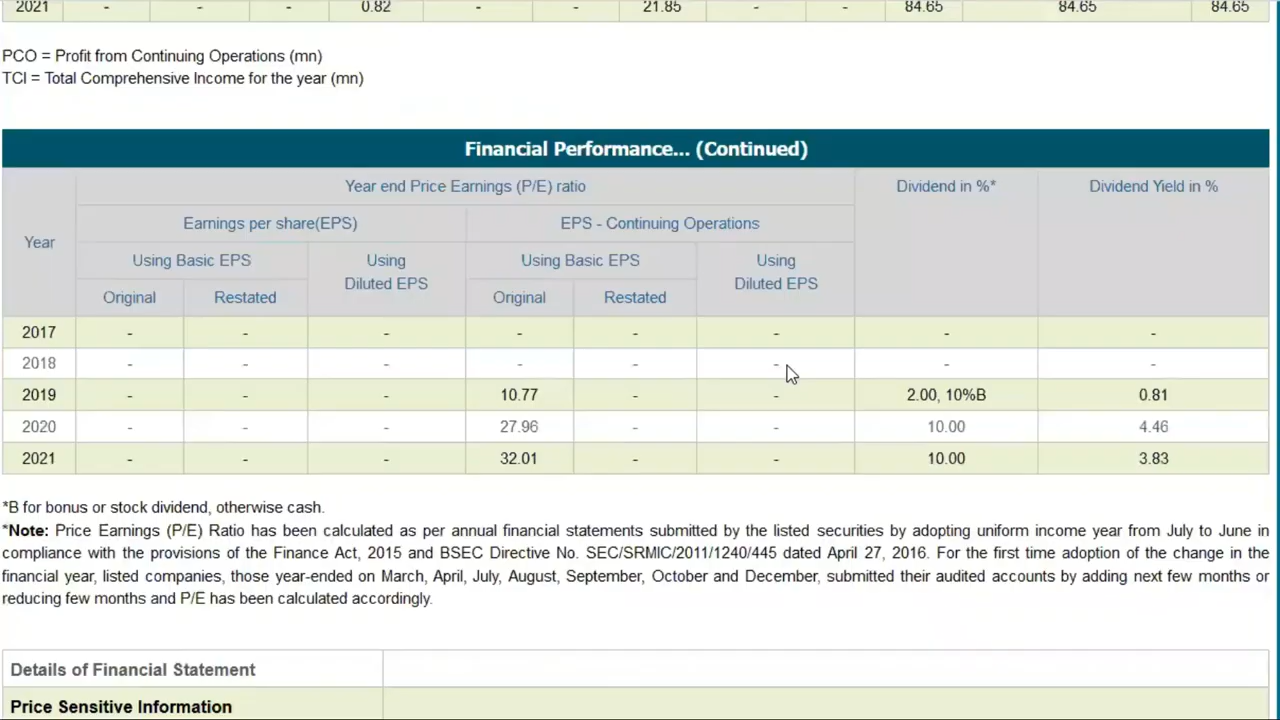 2021 - - - 0.82 - - 21.85 - - 84.65 84.65 84.65
PCO = Profit from Continuing Operations (mn)
TCI = Total Comprehensive Income for the year (mn)
Financial Performance... (Continued)
Year end Price Earnings (P/E) ratio Dividend in %* Dividend Yield in %
Earnings per share(EPS) EPS - Continuing Operations
Year
Using Basic EPS Using Diluted EPS Using Basic EPS Using Diluted EPS
Original Restated Original Restated
2017 - - - - - - - -
2018 - - - - - - - -
2019 - - - 10.77 - - 2.00, 10%B 0.81
2020 - - - 27.96 - - 10.00 4.46
2021 - - - 32.01 - - 10.00 3.83
*B for bonus or stock dividend, otherwise cash.
*Note: Price Earnings (P/E) Ratio has been calculated as per annual financial statements submitted by the listed securities by adopting uniform income year from July to June in
compliance with the provisions of the Finance Act, 2015 and BSEC Directive No. SEC/SRMIC/2011/1240/445 dated April 27, 2016. For the first time adoption of the change in the
financial year, listed companies, those year-ended on March, April, July, August, September, October and December, submitted their audited accounts by adding next few months or
reducing few months and P/E has been calculated accordingly.
Details of Financial Statement
Price Sensitive Information